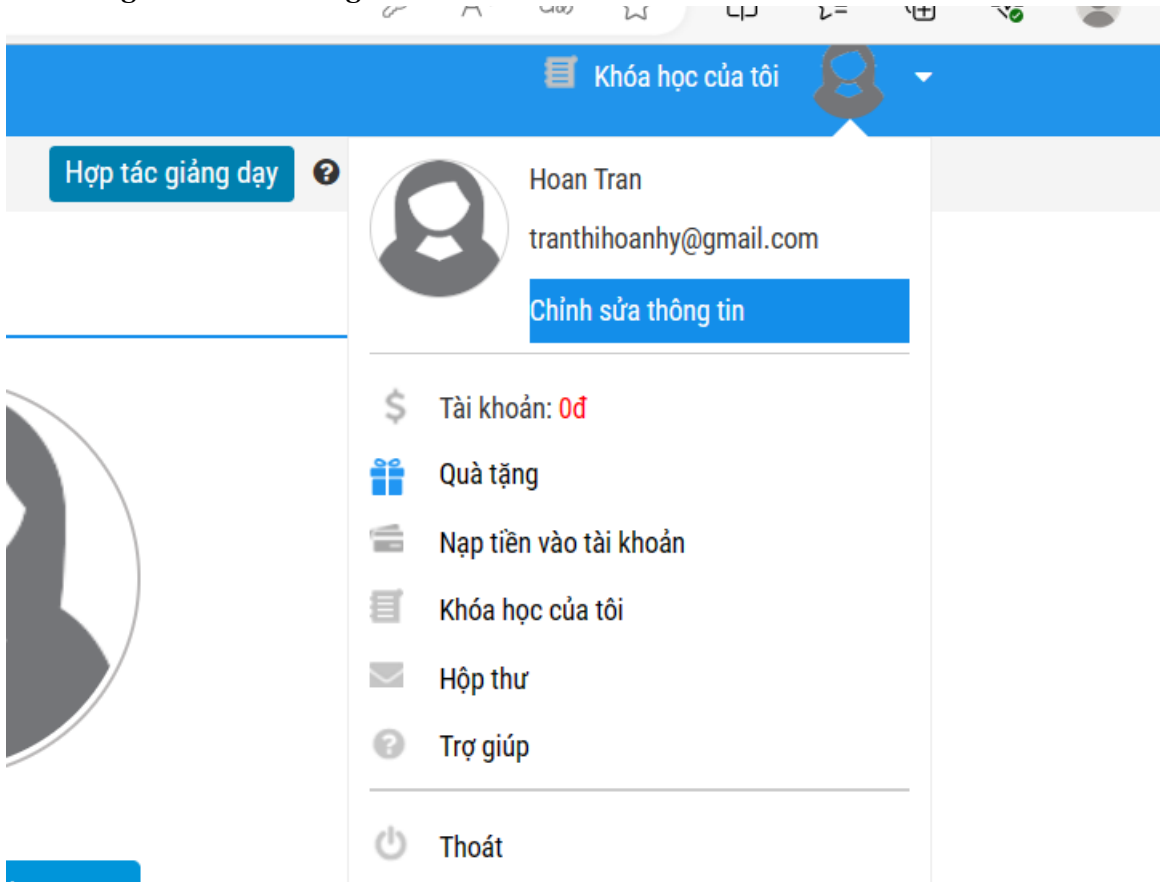 Khóa học của tôi
Hợp tác giảng dạy
Hoan Tran
tranthihoanhy@gmail.com
Chỉnh sửa thông tin
Tài khoản: 0đ
Quà tặng
Nạp tiền vào tài khoản
Khóa học của tôi
Hộp thư
Trợ giúp
Thoát